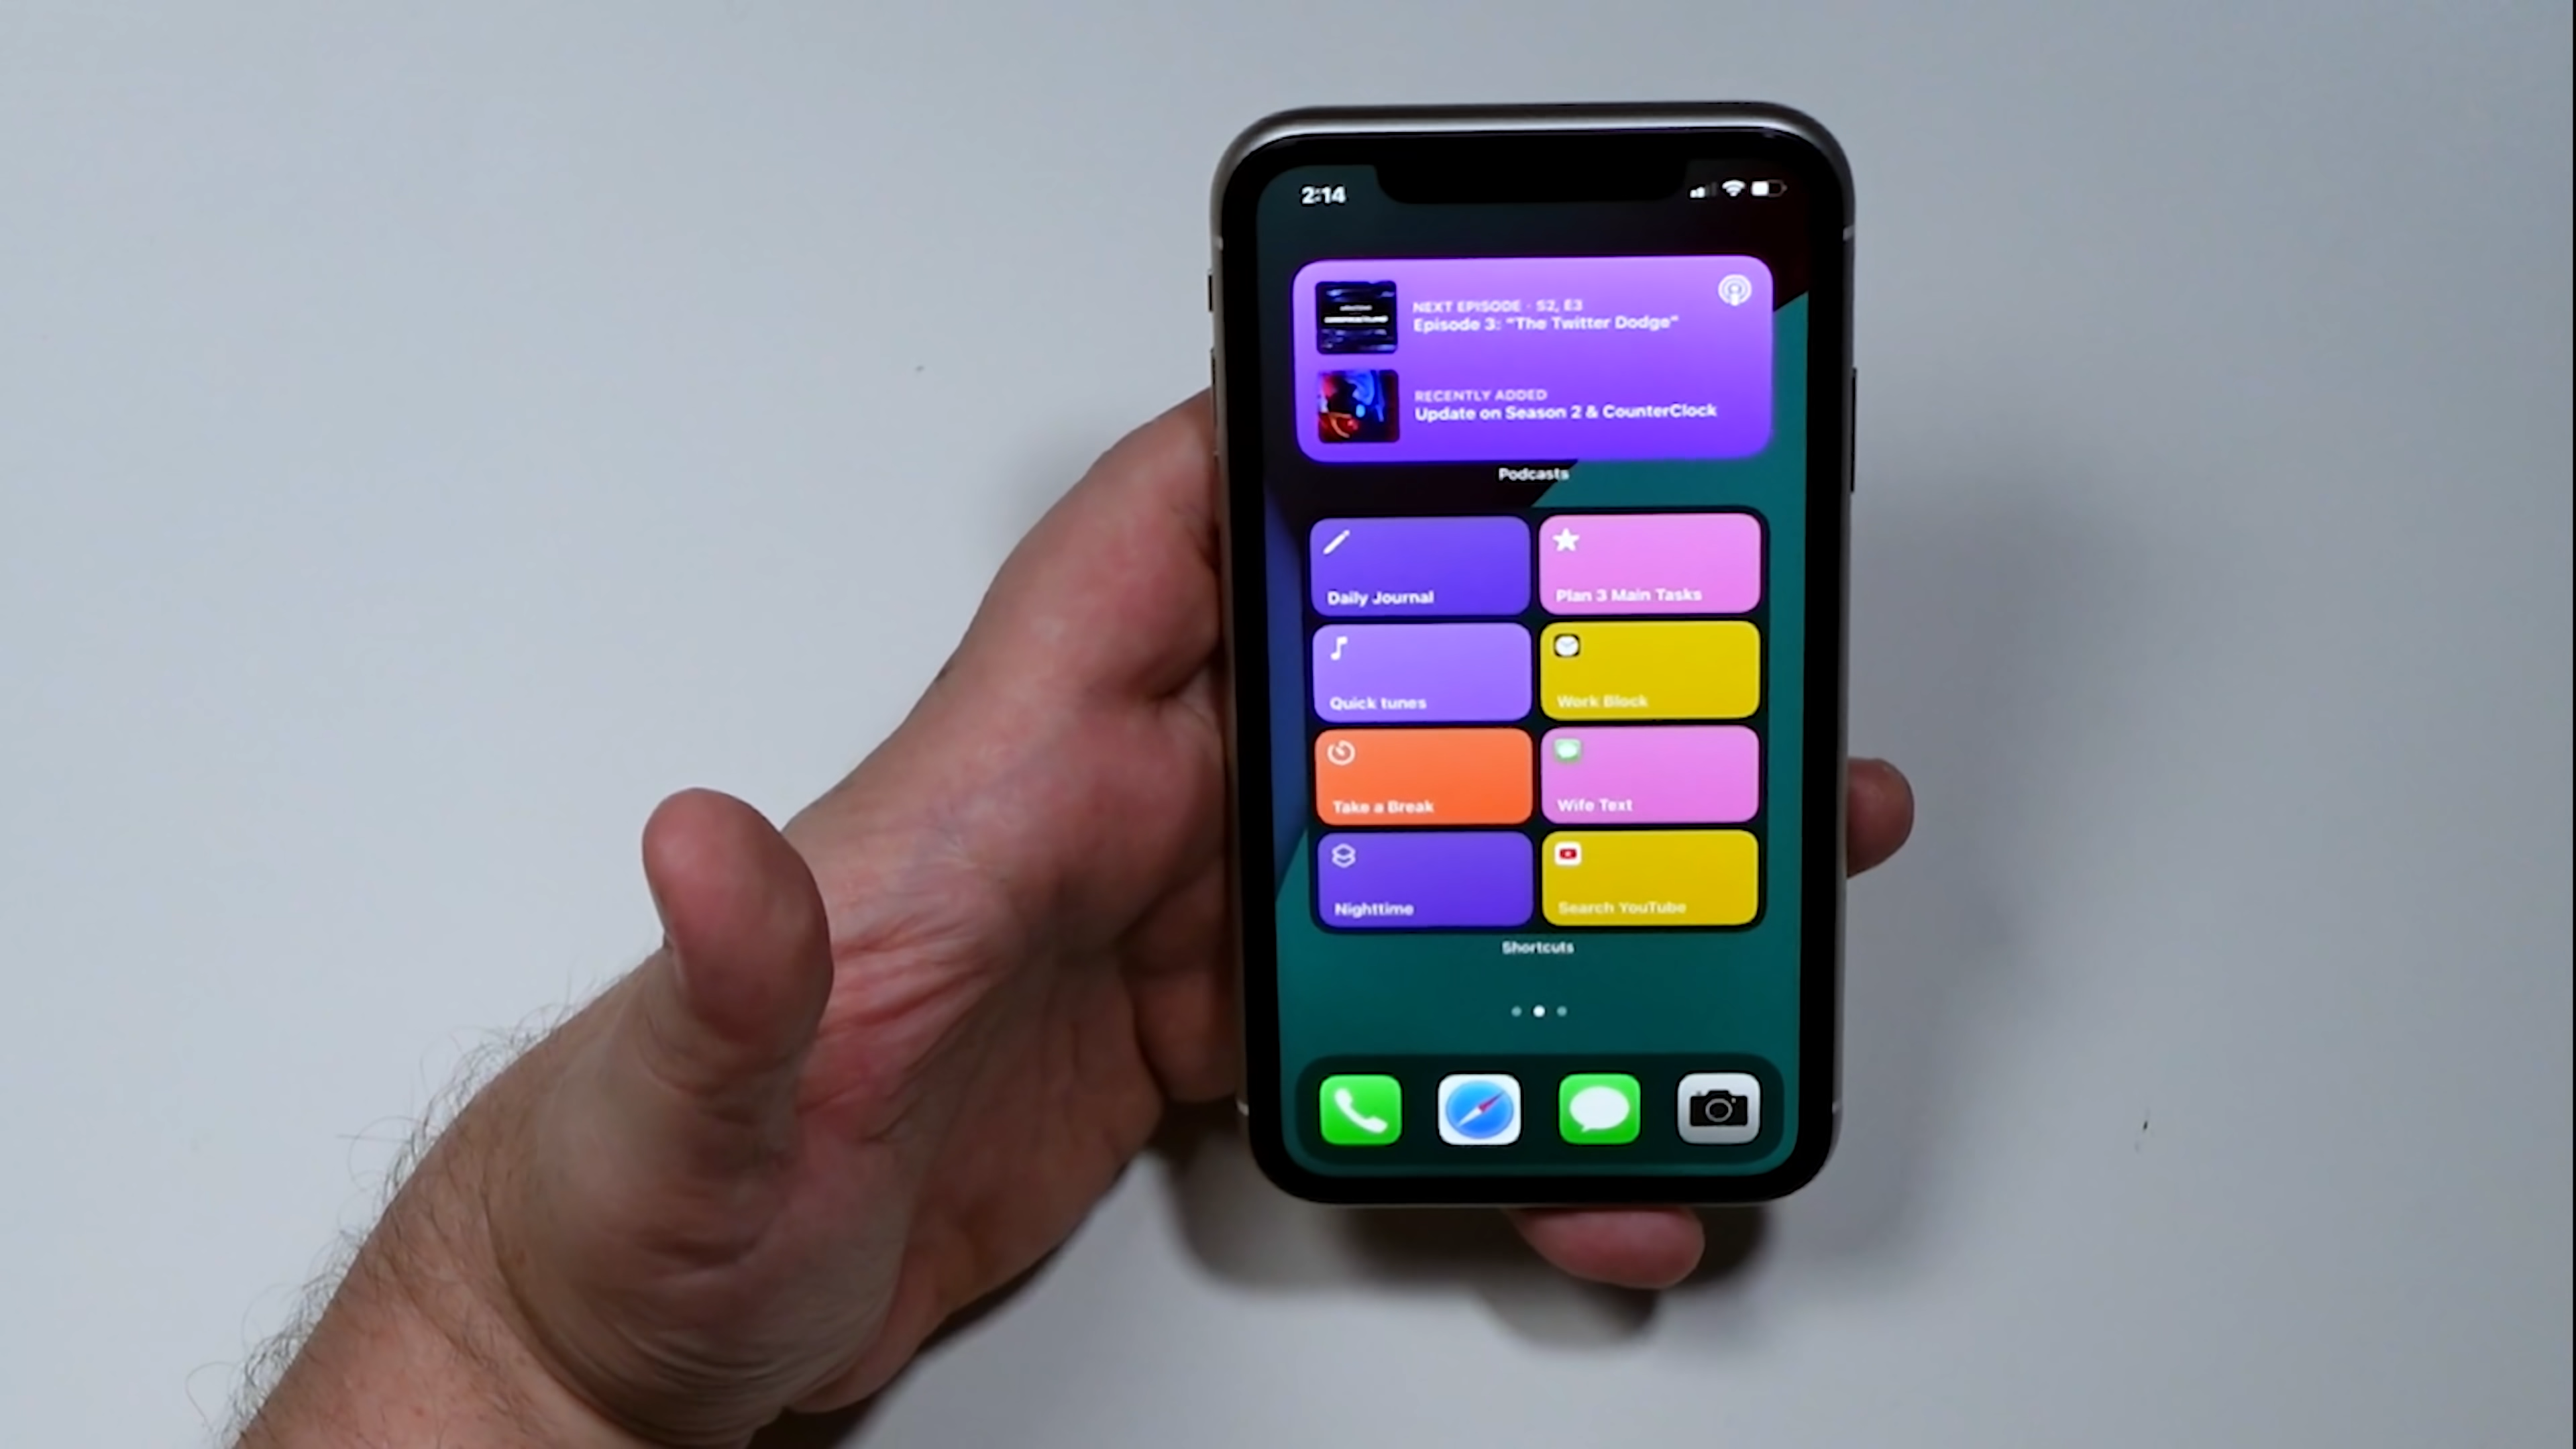 2:14
NEXT EPISODE · S2, E3
Episode 3: "The Twitter Dodge"
RECENTLY ADDED
Update on Season 2 & CounterClock
Podcasts
Daily Journal
Plan 3 Main Tasks
Quick tunes
Work Block
Take a Break
Wife Text
Nighttime
Search YouTube
Shortcuts